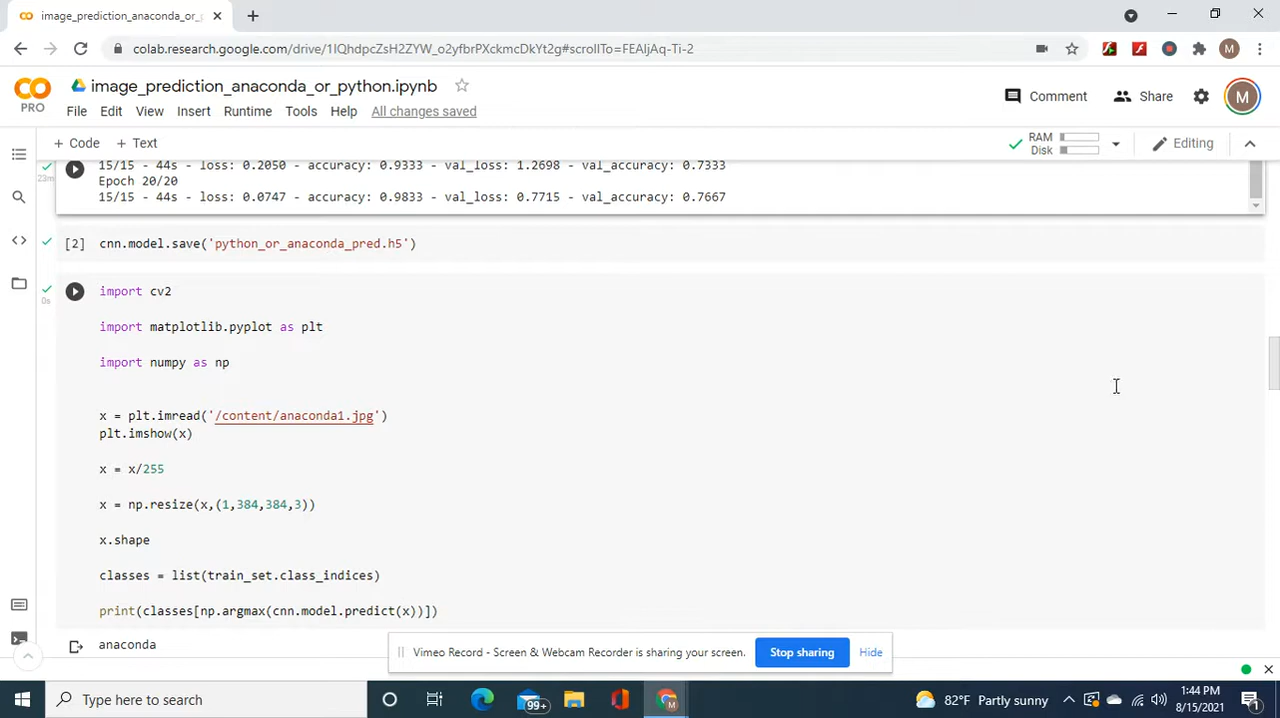 image_prediction_anaconda_or_
colab.research.google.com/drive/1IQhdpcZsH2ZYW_o2yfbrPXckmcDkYt2g#scrollTo=FEAIjAq-Ti-2
M
PRO
image_prediction_anaconda_or_python.ipynb
Comment
Share
M
File Edit View Insert Runtime Tools Help All changes saved
+ Code + Text
RAM
Disk
Editing
23m
15/15 - 44s - loss: 0.2050 - accuracy: 0.9333 - val_loss: 1.2698 - val_accuracy: 0.7333
Epoch 20/20
15/15 - 44s - loss: 0.0747 - accuracy: 0.9833 - val_loss: 0.7715 - val_accuracy: 0.7667
[2] cnn.model.save('python_or_anaconda_pred.h5')
0s
import cv2
import matplotlib.pyplot as plt
import numpy as np
x = plt.imread('/content/anaconda1.jpg')
plt.imshow(x)
x = x/255
x = np.resize(x,(1,384,384,3))
x.shape
classes = list(train_set.class_indices)
print(classes[np.argmax(cnn.model.predict(x))])
anaconda
Vimeo Record - Screen & Webcam Recorder is sharing your screen.
Stop sharing
Hide
Type here to search
99+
M
82°F Partly sunny
1:44 PM
8/15/2021
1